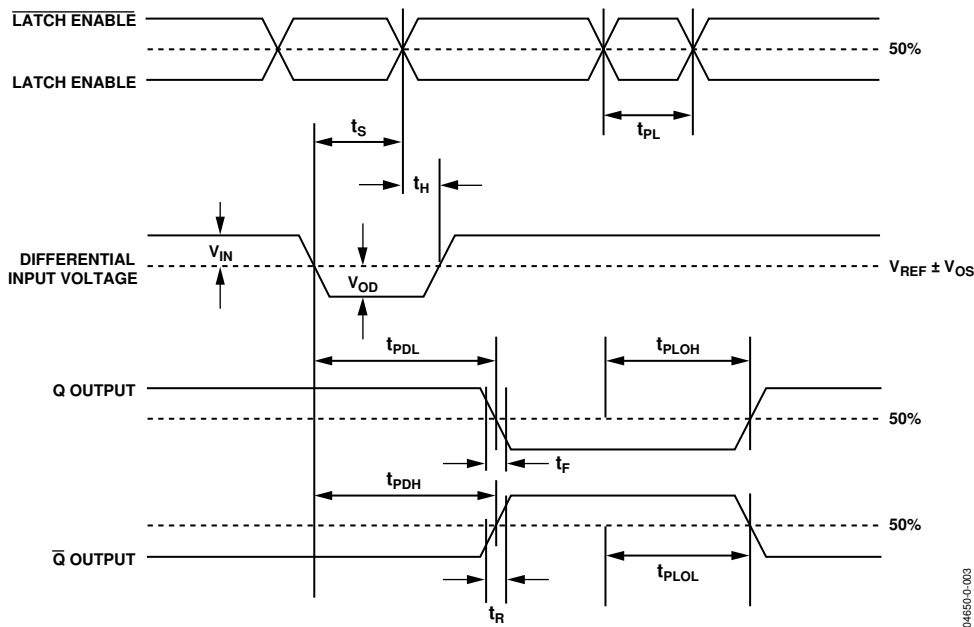 LATCH ENABLE
50%
LATCH ENABLE
tS
tPL
tH
VIN
DIFFERENTIAL
INPUT VOLTAGE
VREF ± VOS
VOD
tPDL
tPLOH
Q OUTPUT
50%
tF
tPDH
50%
Q̅ OUTPUT
tPLOL
tR
04650-0-003